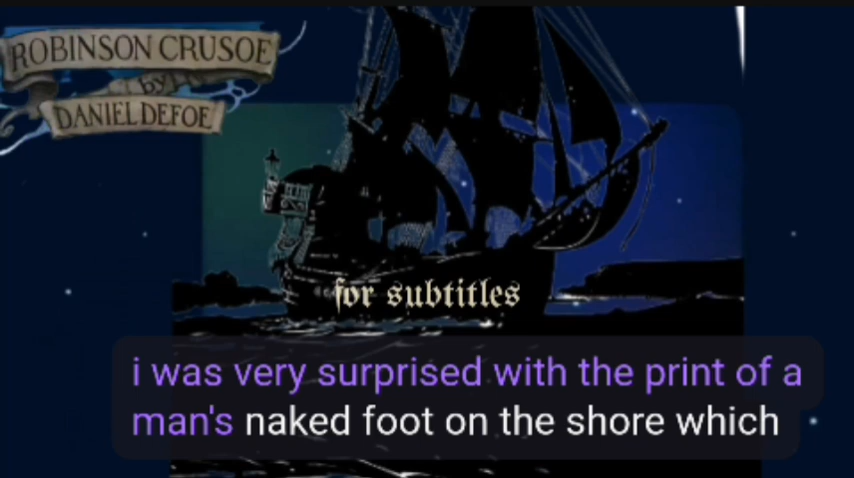 ROBINSON CRUSOE
by
DANIEL DEFOE
for subtitles
i was very surprised with the print of a
man's naked foot on the shore which